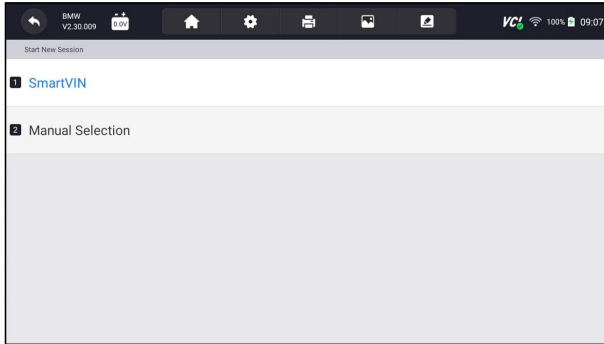 BMW
V2.30.009
0.0V
VCI
100%
09:07
Start New Session
1 SmartVIN
2 Manual Selection